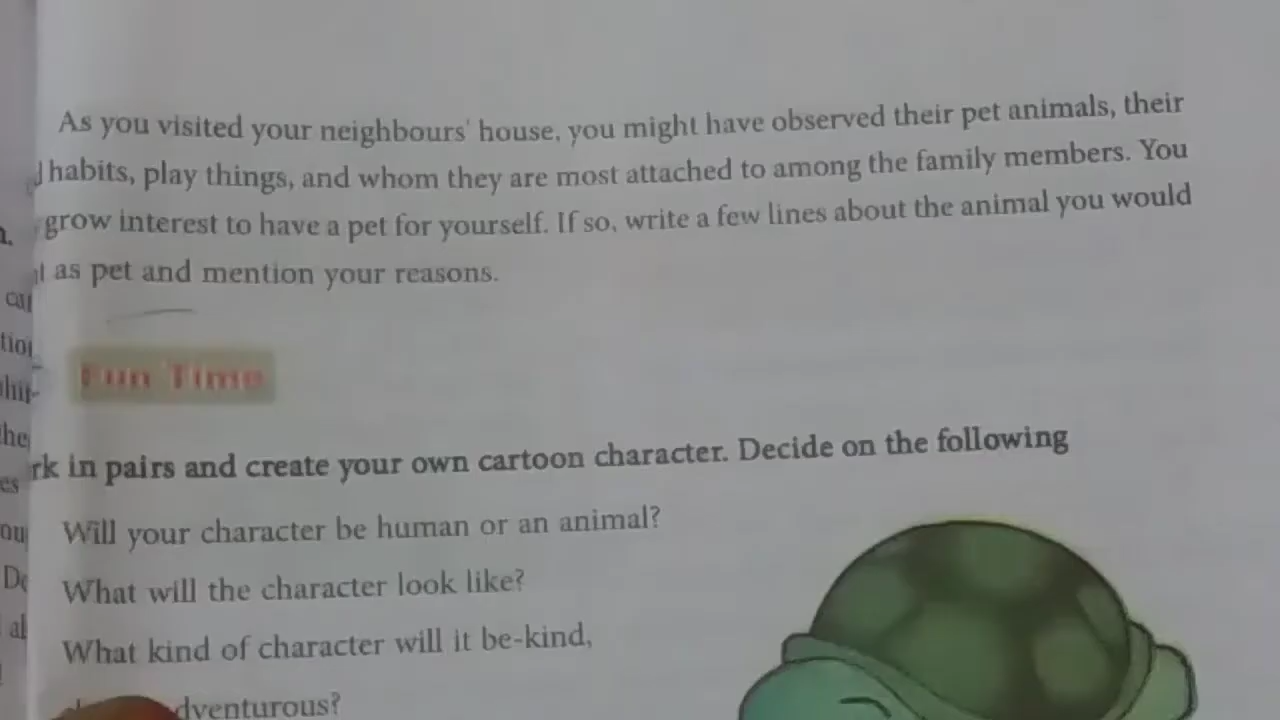 As you visited your neighbours' house, you might have observed their pet animals, their
habits, play things, and whom they are most attached to among the family members. You
grow interest to have a pet for yourself. If so, write a few lines about the animal you would
as pet and mention your reasons.
Fun Time
rk in pairs and create your own cartoon character. Decide on the following
Will your character be human or an animal?
What will the character look like?
What kind of character will it be-kind,
dventurous?